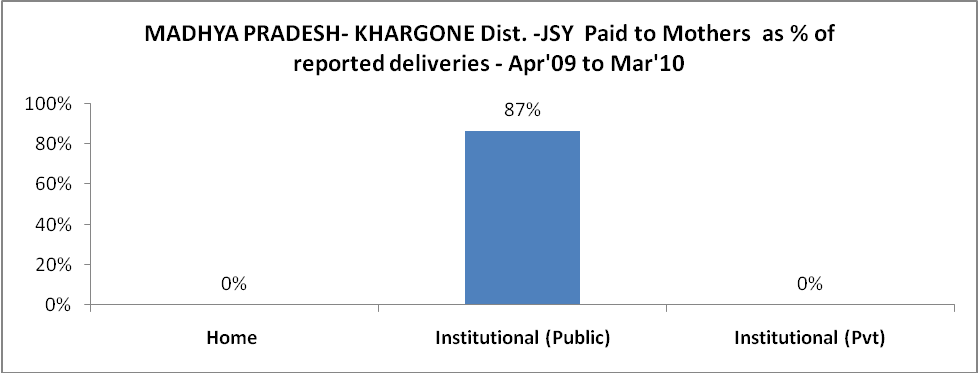 MADHYA PRADESH- KHARGONE Dist. -JSY  Paid to Mothers  as % of
reported deliveries - Apr'09 to Mar'10
100%
80%
60%
40%
20%
0%
0%
87%
0%
Home
Institutional (Public)
Institutional (Pvt)